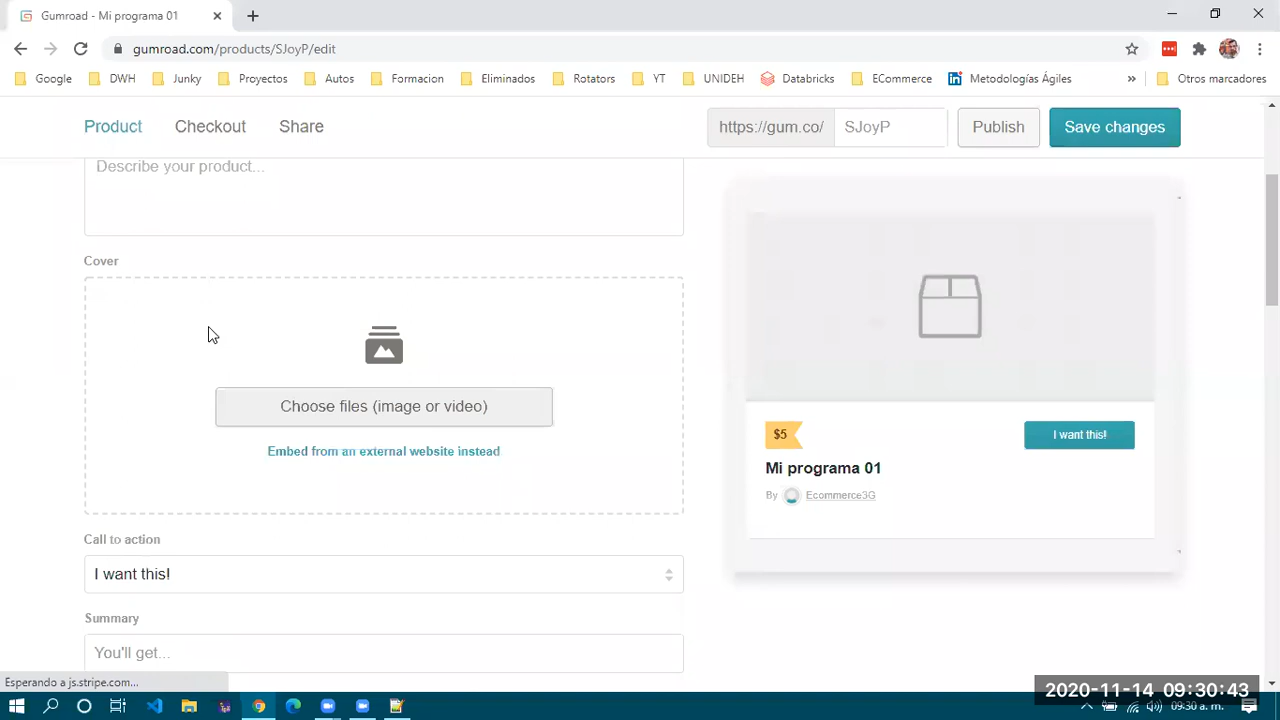 Gumroad - Mi programa 01
gumroad.com/products/SJoyP/edit
Google DWH Junky Proyectos Autos Formacion Eliminados Rotators YT UNIDEH Databricks ECommerce Metodologías Ágiles » Otros marcadores
Product Checkout Share https://gum.co/ SJoyP Publish Save changes
Describe your product...
Cover
Choose files (image or video)
Embed from an external website instead
Call to action
I want this!
Summary
You'll get...
$5 I want this!
Mi programa 01
By Ecommerce3G
Esperando a js.stripe.com...
2020-11-14 09:30:43
09:30 a. m.